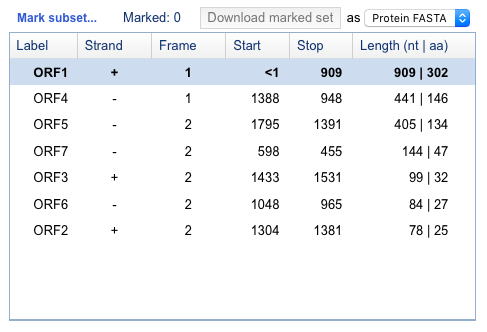 Mark subset... Marked: 0 Download marked set as Protein FASTA
Label Strand Frame Start Stop Length (nt | aa)
ORF1 + 1 <1 909 909 | 302
ORF4 - 1 1388 948 441 | 146
ORF5 - 2 1795 1391 405 | 134
ORF7 - 2 598 455 144 | 47
ORF3 + 2 1433 1531 99 | 32
ORF6 - 2 1048 965 84 | 27
ORF2 + 2 1304 1381 78 | 25